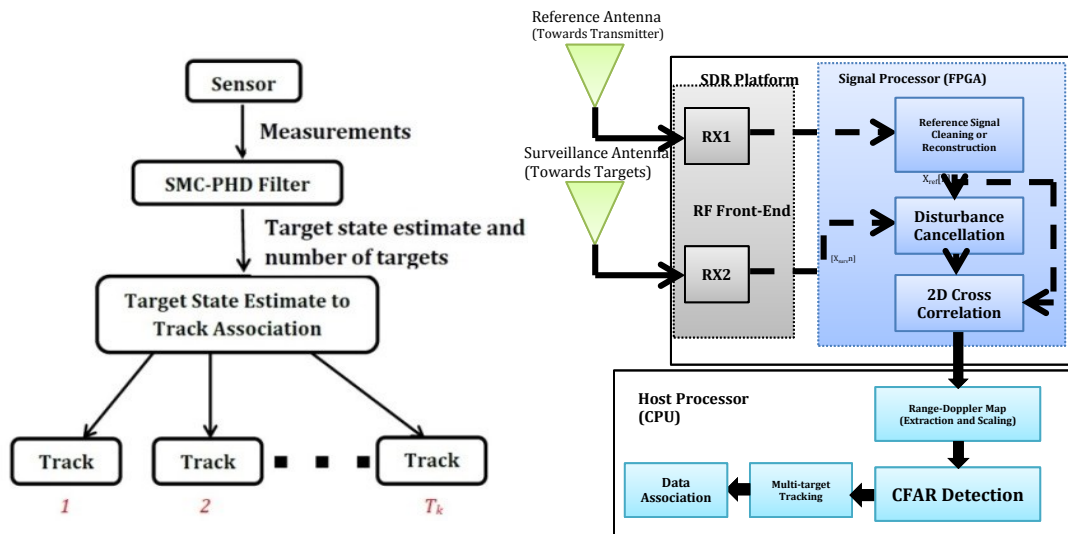 Sensor
Measurements
SMC-PHD Filter
Target state estimate and
number of targets
Target State Estimate to
Track Association
Track
Track
Track
1
2
T_k
Reference Antenna
(Towards Transmitter)
SDR Platform
Signal Processor (FPGA)
RX1
Reference Signal
Cleaning or
Reconstruction
Surveillance Antenna
(Towards Targets)
X_ref[
RF Front-End
Disturbance
Cancellation
[X_surv,n]
RX2
2D Cross
Correlation
Host Processor
(CPU)
Range-Doppler Map
(Extraction and Scaling)
Data
Association
Multi-target
Tracking
CFAR Detection